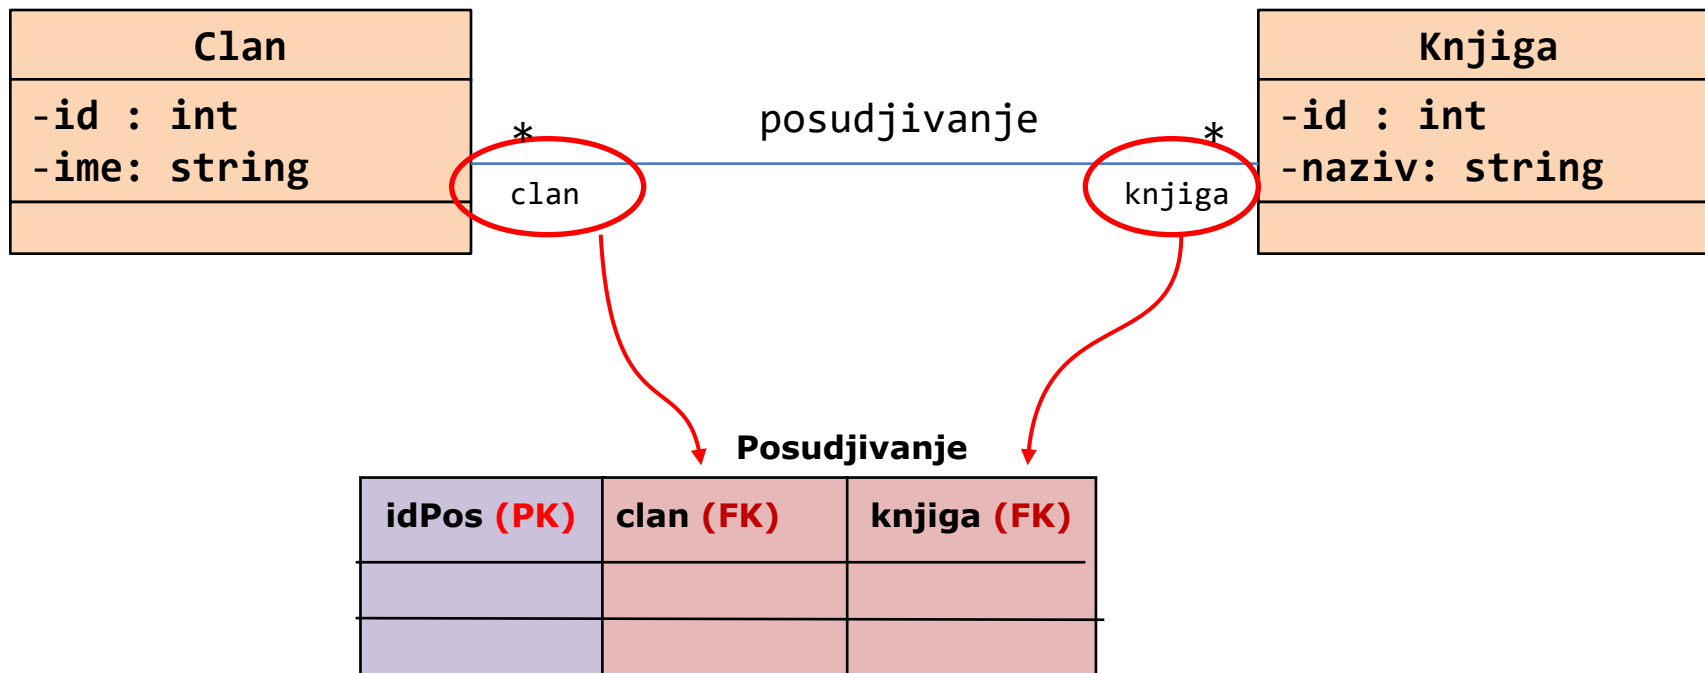 Clan
-id : int
-ime: string
* posudjivanje *
clan knjiga
Knjiga
-id : int
-naziv: string
Posudjivanje
idPos (PK) clan (FK) knjiga (FK)